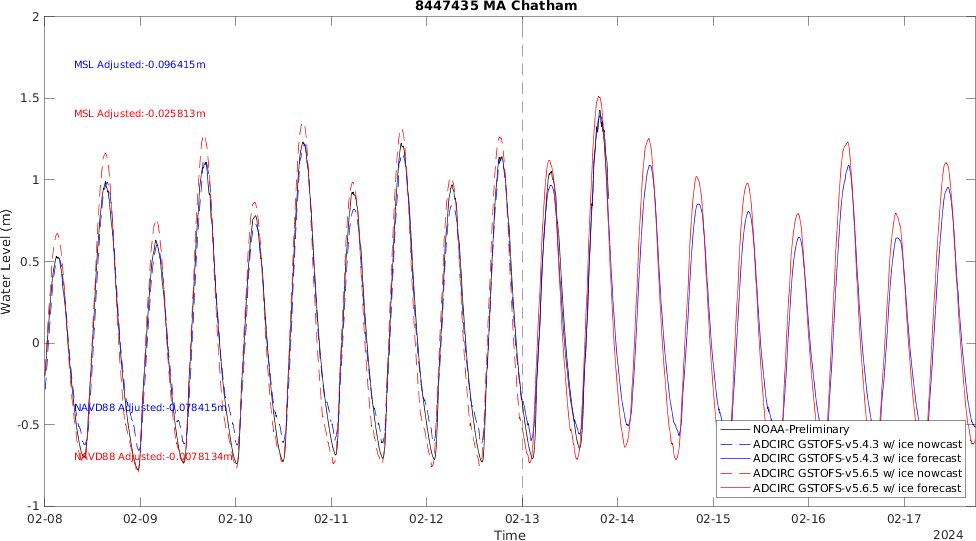 8447435 MA Chatham
2
1.5
1
0.5
0
-0.5
-1
Water Level (m)
MSL Adjusted:-0.096415m
MSL Adjusted:-0.025813m
NAVD88 Adjusted:-0.078415m
NAVD88 Adjusted:-0.0078134m
NOAA-Preliminary
ADCIRC GSTOFS-v5.4.3 w/ ice nowcast
ADCIRC GSTOFS-v5.4.3 w/ ice forecast
ADCIRC GSTOFS-v5.6.5 w/ ice nowcast
ADCIRC GSTOFS-v5.6.5 w/ ice forecast
02-08 02-09 02-10 02-11 02-12 02-13 02-14 02-15 02-16 02-17
Time
2024